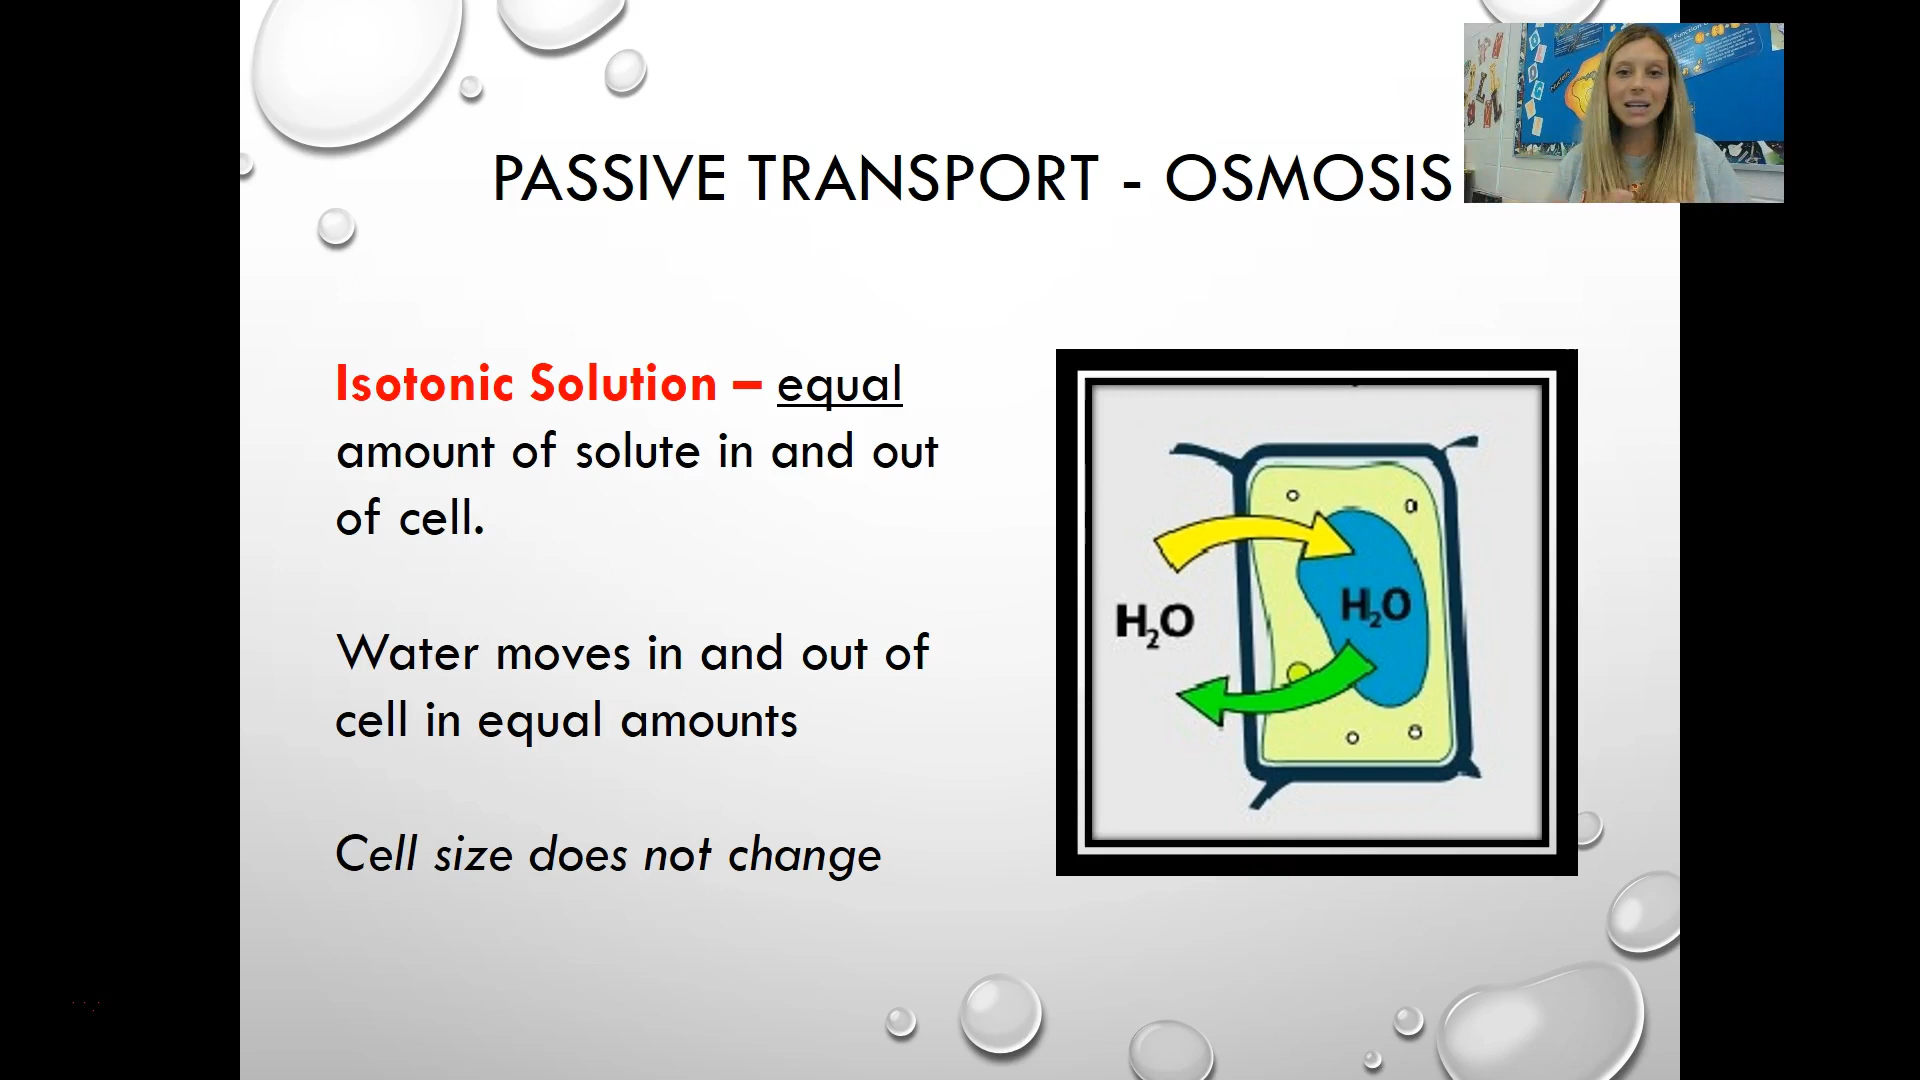 PASSIVE TRANSPORT - OSMOSIS
Isotonic Solution – equal
amount of solute in and out
of cell.
Water moves in and out of
cell in equal amounts
Cell size does not change
H₂O
H₂O